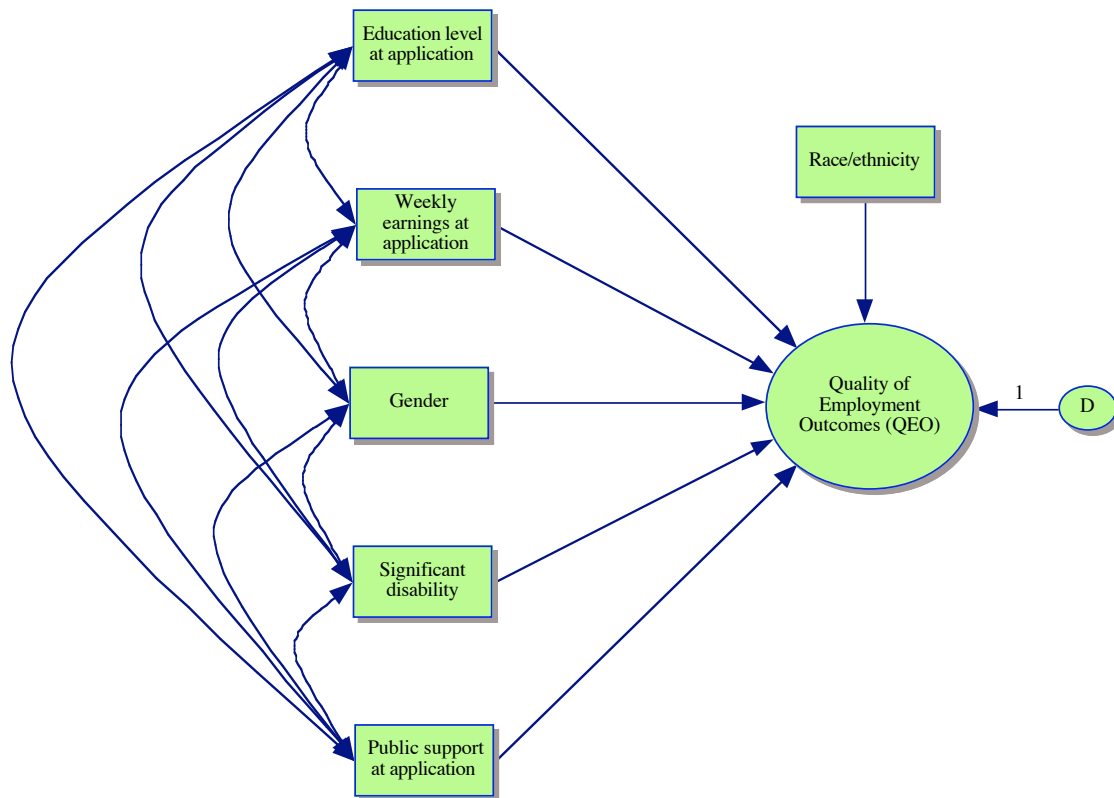 Education level
at application
Race/ethnicity
Weekly
earnings at
application
Gender
Quality of
Employment
Outcomes (QEO)
1
D
Significant
disability
Public support
at application